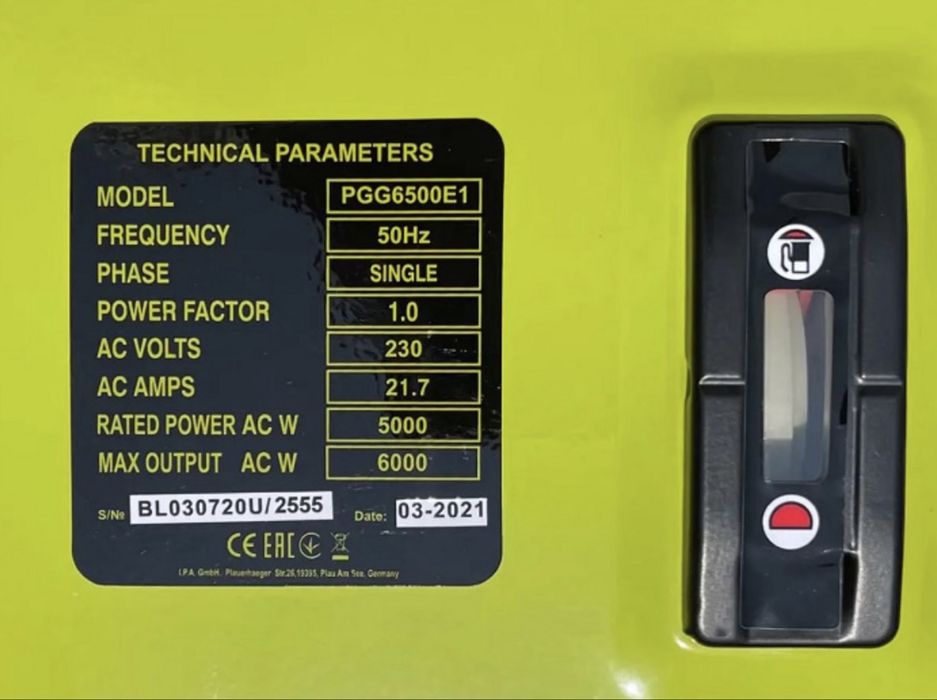 TECHNICAL PARAMETERS
MODEL PGG6500E1
FREQUENCY 50Hz
PHASE SINGLE
POWER FACTOR 1.0
AC VOLTS 230
AC AMPS 21.7
RATED POWER AC W 5000
MAX OUTPUT AC W 6000
S/№ BL030720U/2555 Date: 03-2021
CE EAC
I.P.A. GmbH. Plauerhaeger Str.26,19395, Plau Am See, Germany